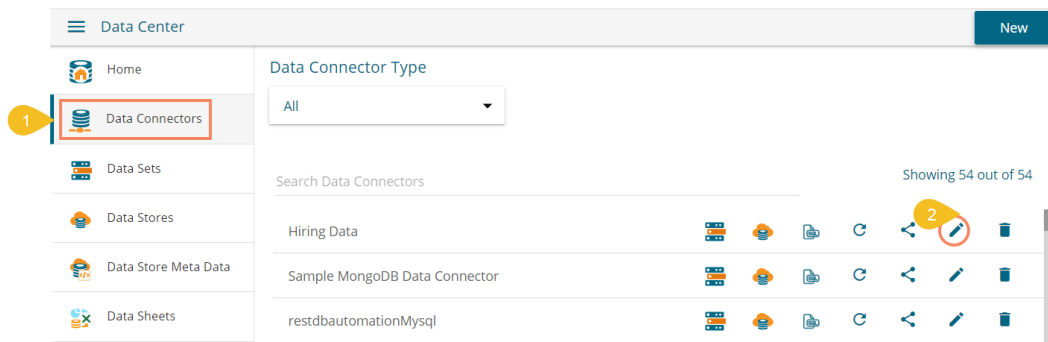 Data Center
New
Home
Data Connector Type
All
1
Data Connectors
Data Sets
Search Data Connectors
Showing 54 out of 54
Data Stores
2
Hiring Data
Data Store Meta Data
Sample MongoDB Data Connector
Data Sheets
restdbautomationMysql